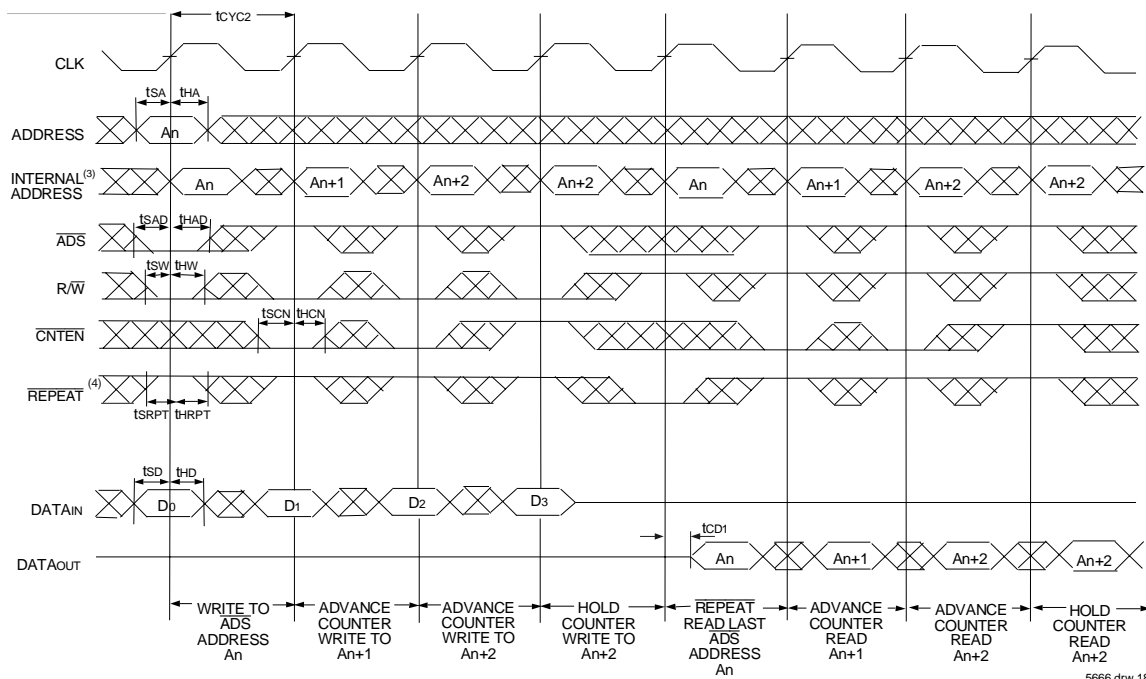 tCYC2
CLK
tSA tHA
ADDRESS An
INTERNAL(3) ADDRESS An An+1 An+2 An+2 An An+1 An+2 An+2
tSAD tHAD
ADS
tSW tHW
R/W
tSCN tHCN
CNTEN
REPEAT (4)
tSRPT tHRPT
tSD tHD
DATAIN D0 D1 D2 D3
tCD1
DATAOUT An An+1 An+2 An+2
WRITE TO ADS ADDRESS An
ADVANCE COUNTER WRITE TO An+1
ADVANCE COUNTER WRITE TO An+2
HOLD COUNTER WRITE TO An+2
REPEAT READ LAST ADS ADDRESS An
ADVANCE COUNTER READ An+1
ADVANCE COUNTER READ An+2
HOLD COUNTER READ An+2